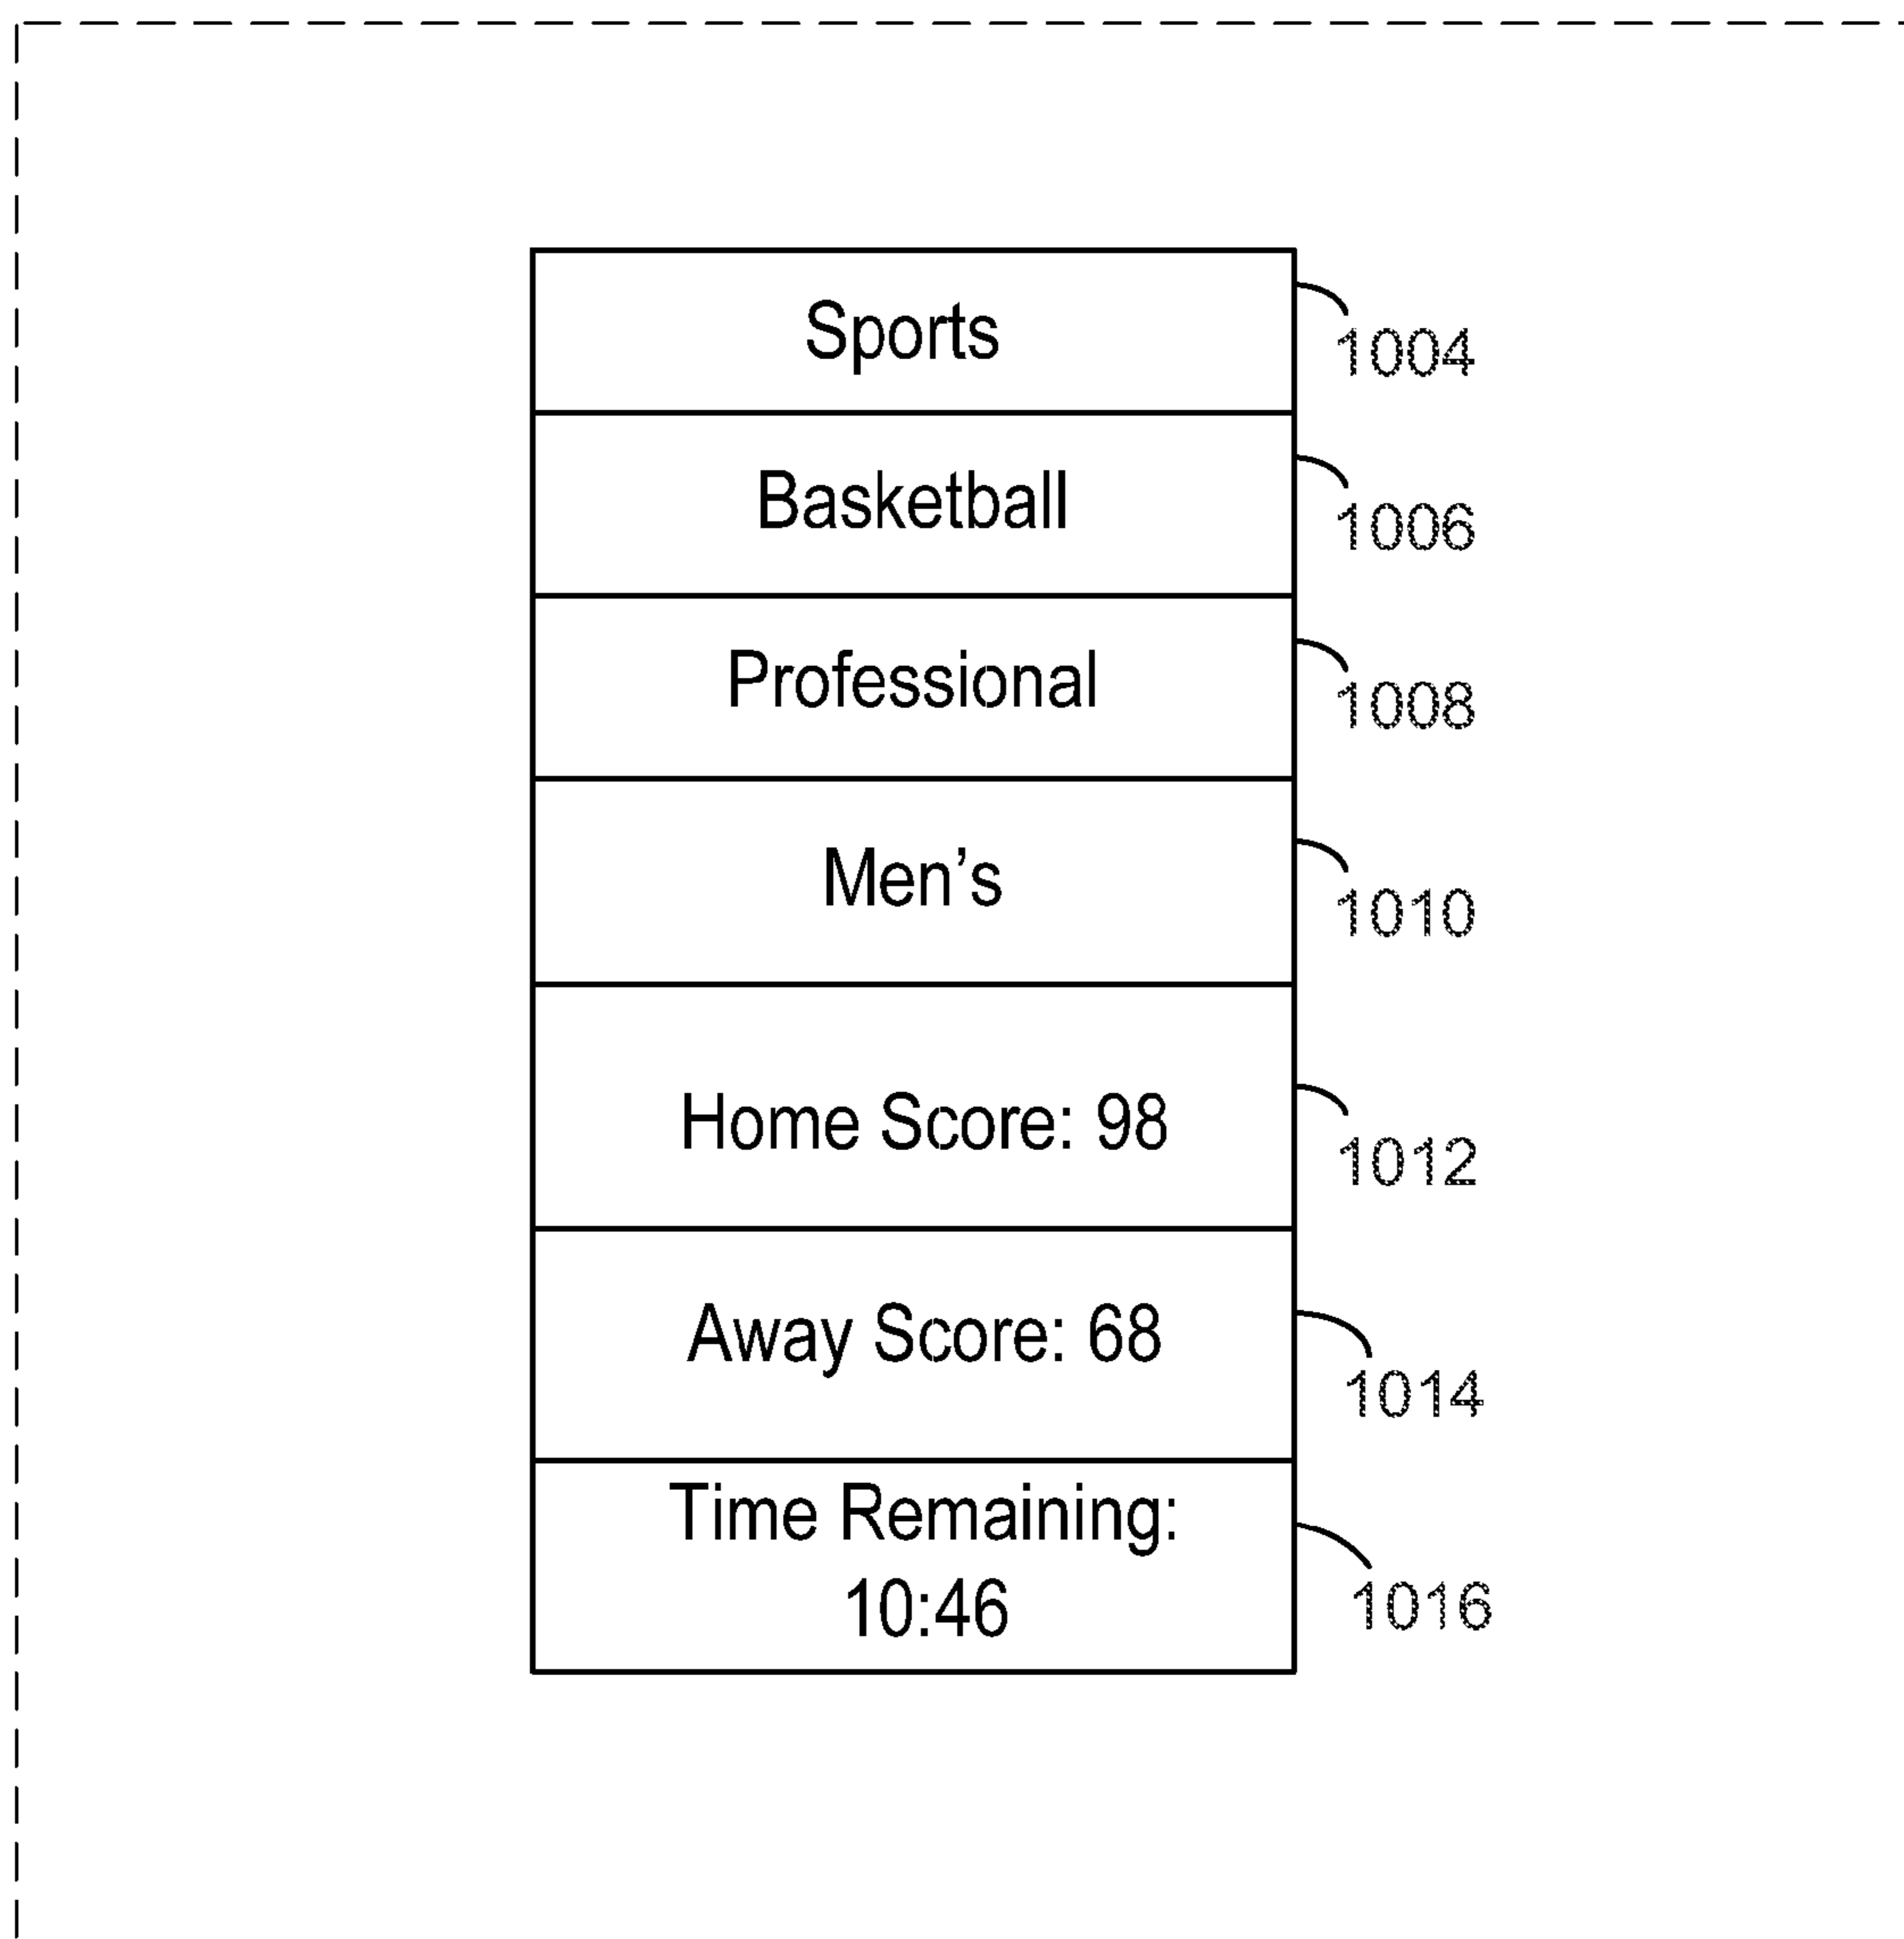 Sports
1004
Basketball
1006
Professional
1008
Men’s
1010
Home Score: 98
1012
Away Score: 68
1014
Time Remaining:
10:46
1016